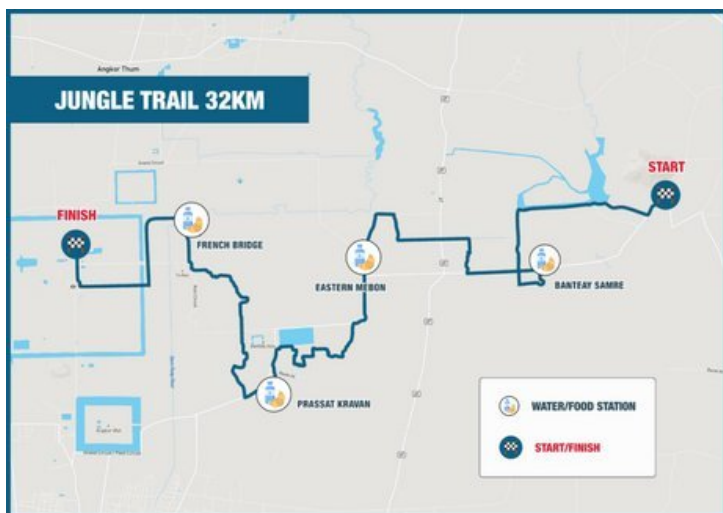 Angkor Thum
JUNGLE TRAIL 32KM
START
FINISH
FRENCH BRIDGE
EASTERN MEBON
BANTEAY SAMRE
PRASSAT KRAVAN
WATER/FOOD STATION
START/FINISH